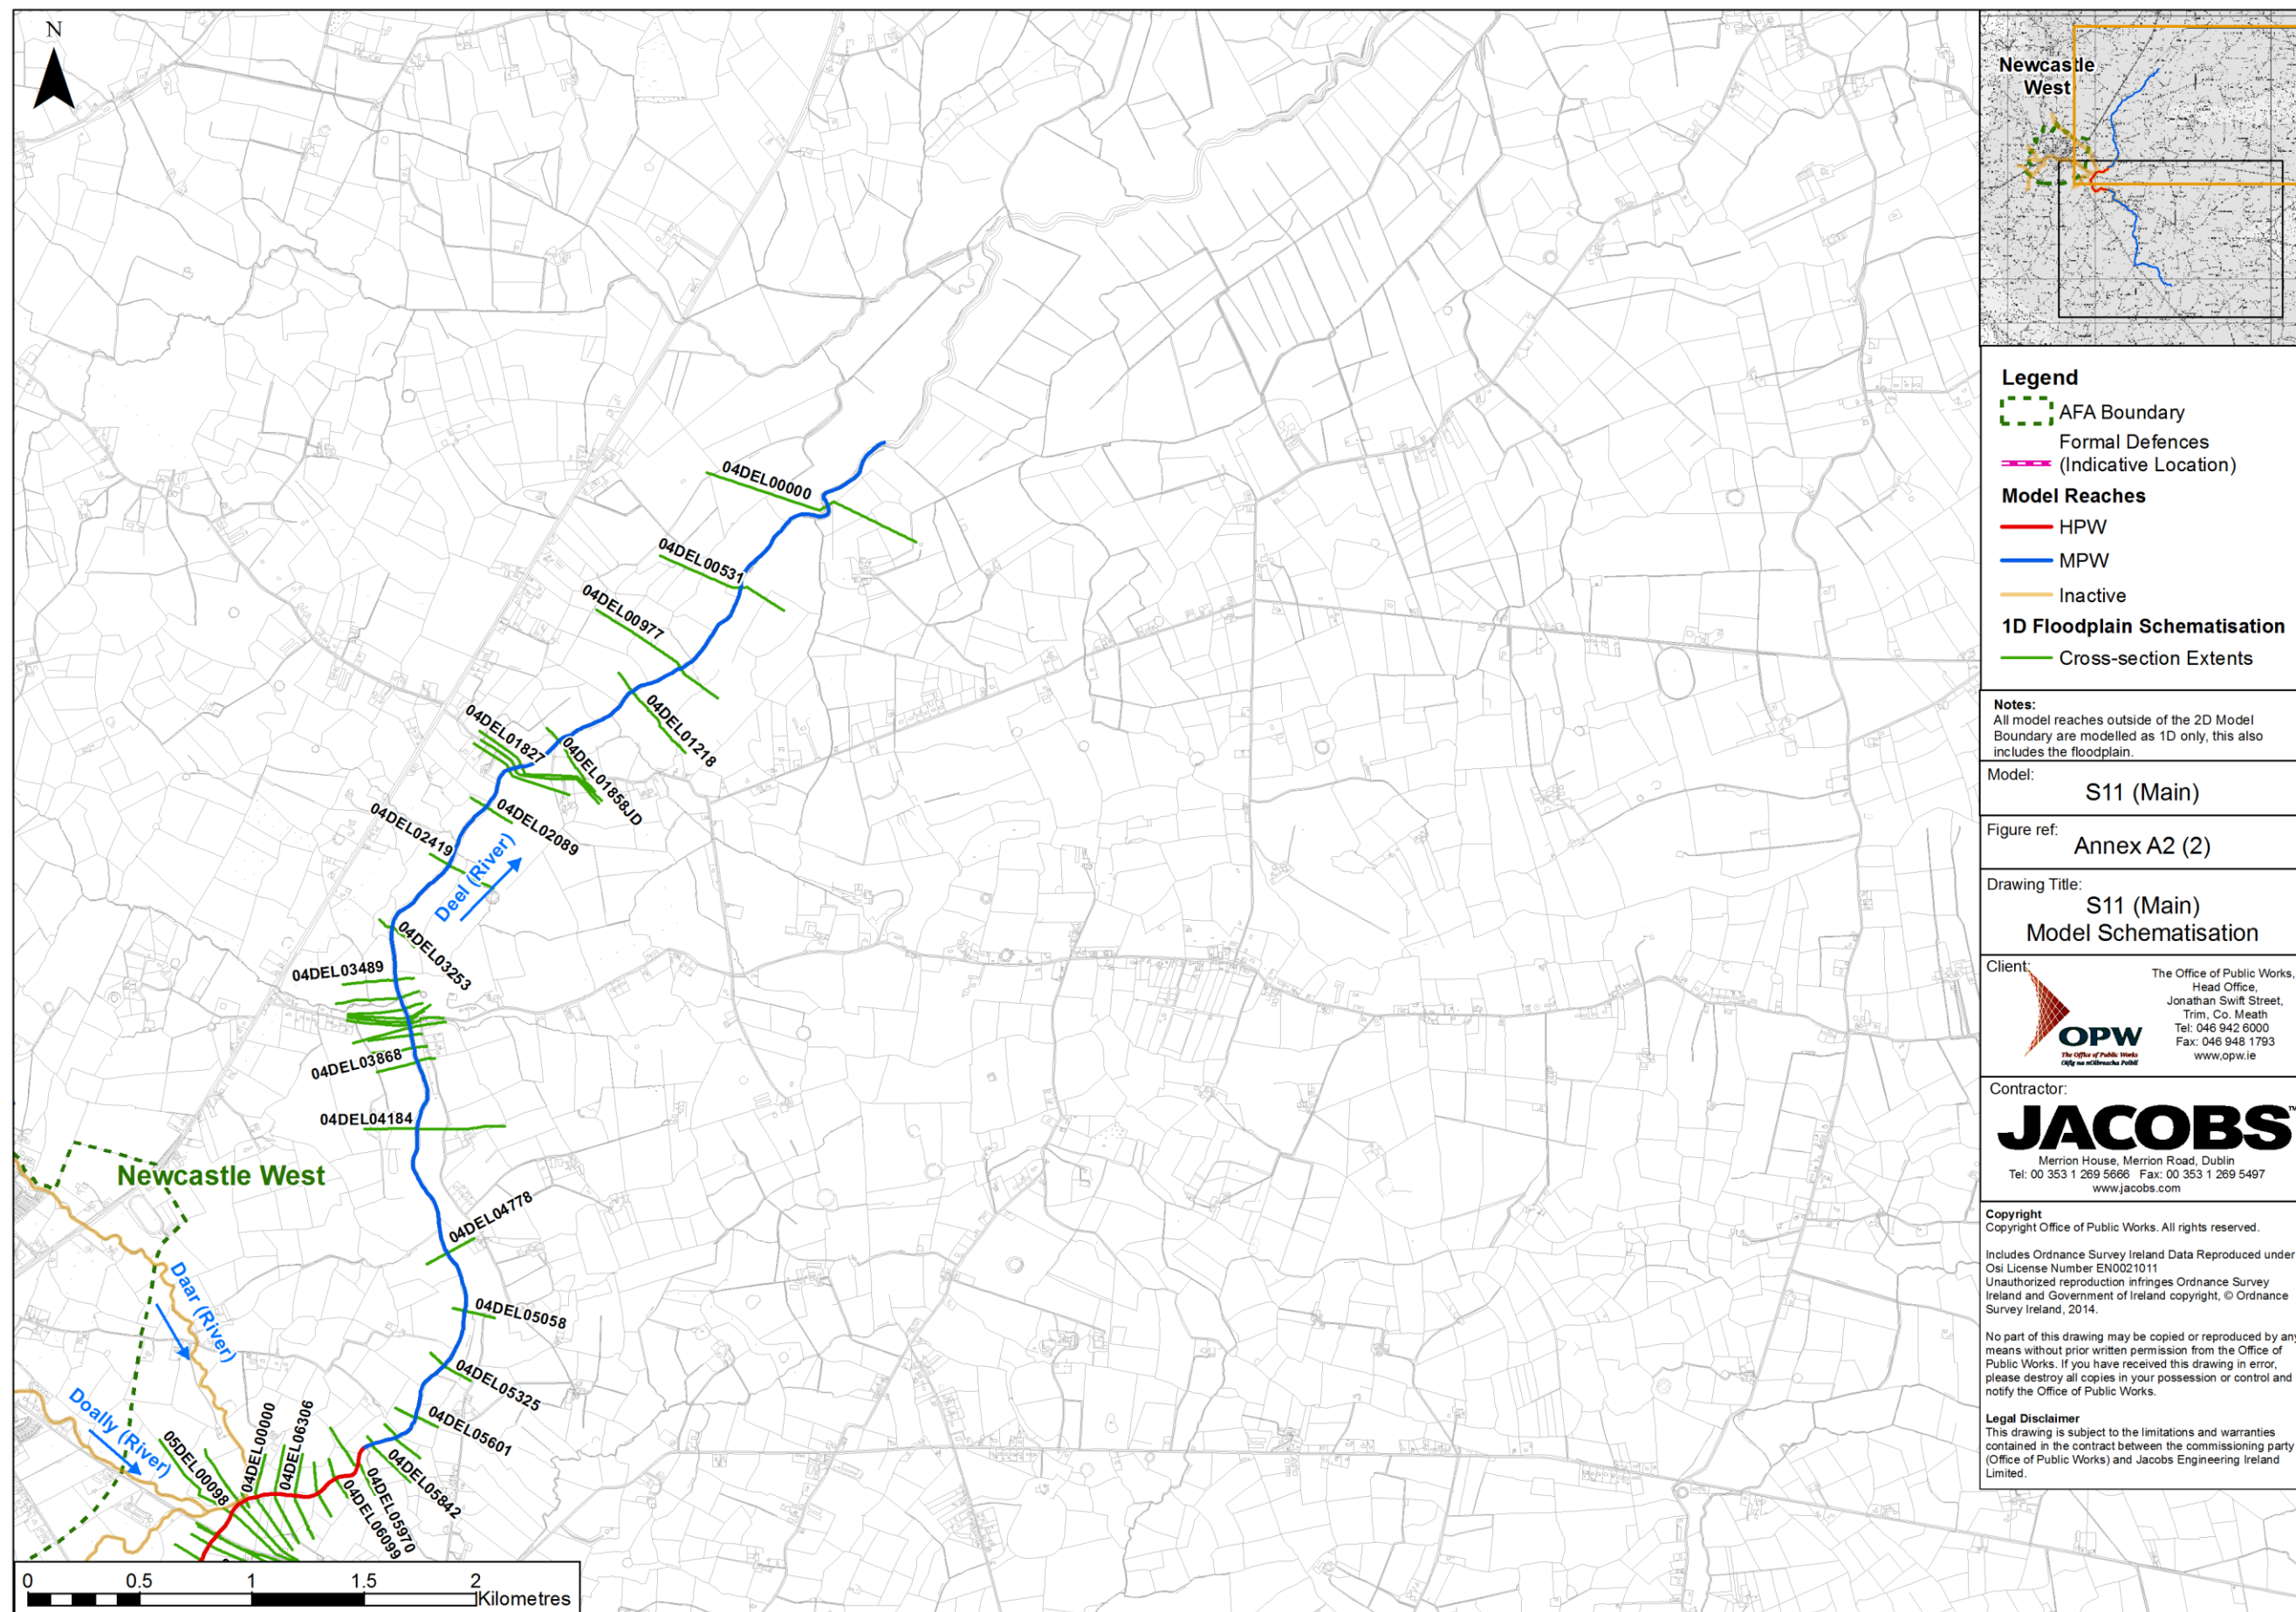 N
04DEL00000
04DEL00531
04DEL00977
04DEL01218
04DEL01827
04DEL01858JD
04DEL02089
04DEL02419
Deel (River)
04DEL03253
04DEL03489
04DEL03868
04DEL04184
Newcastle West
04DEL04778
Daar (River)
04DEL05058
04DEL05325
Doally (River)
04DEL05601
05DEL00098
04DEL00000
04DEL06306
04DEL05842
04DEL05970
04DEL06099
0 0.5 1 1.5 2
Kilometres
Newcastle
West
Legend
AFA Boundary
Formal Defences
(Indicative Location)
Model Reaches
HPW
MPW
Inactive
1D Floodplain Schematisation
Cross-section Extents
Notes:
All model reaches outside of the 2D Model
Boundary are modelled as 1D only, this also
includes the floodplain.
Model:
S11 (Main)
Figure ref:
Annex A2 (2)
Drawing Title:
S11 (Main)
Model Schematisation
Client:
The Office of Public Works,
Head Office,
Jonathan Swift Street,
Trim, Co. Meath
Tel: 046 942 6000
Fax: 046 948 1793
www.opw.ie
OPW
The Office of Public Works
Oifig na nOibreacha Poiblí
Contractor:
JACOBS
Merrion House, Merrion Road, Dublin
Tel: 00 353 1 269 5666 Fax: 00 353 1 269 5497
www.jacobs.com
Copyright
Copyright Office of Public Works. All rights reserved.
Includes Ordnance Survey Ireland Data Reproduced under
Osi License Number EN0021011
Unauthorized reproduction infringes Ordnance Survey
Ireland and Government of Ireland copyright, © Ordnance
Survey Ireland, 2014.
No part of this drawing may be copied or reproduced by any
means without prior written permission from the Office of
Public Works. If you have received this drawing in error,
please destroy all copies in your possession or control and
notify the Office of Public Works.
Legal Disclaimer
This drawing is subject to the limitations and warranties
contained in the contract between the commissioning party
(Office of Public Works) and Jacobs Engineering Ireland
Limited.